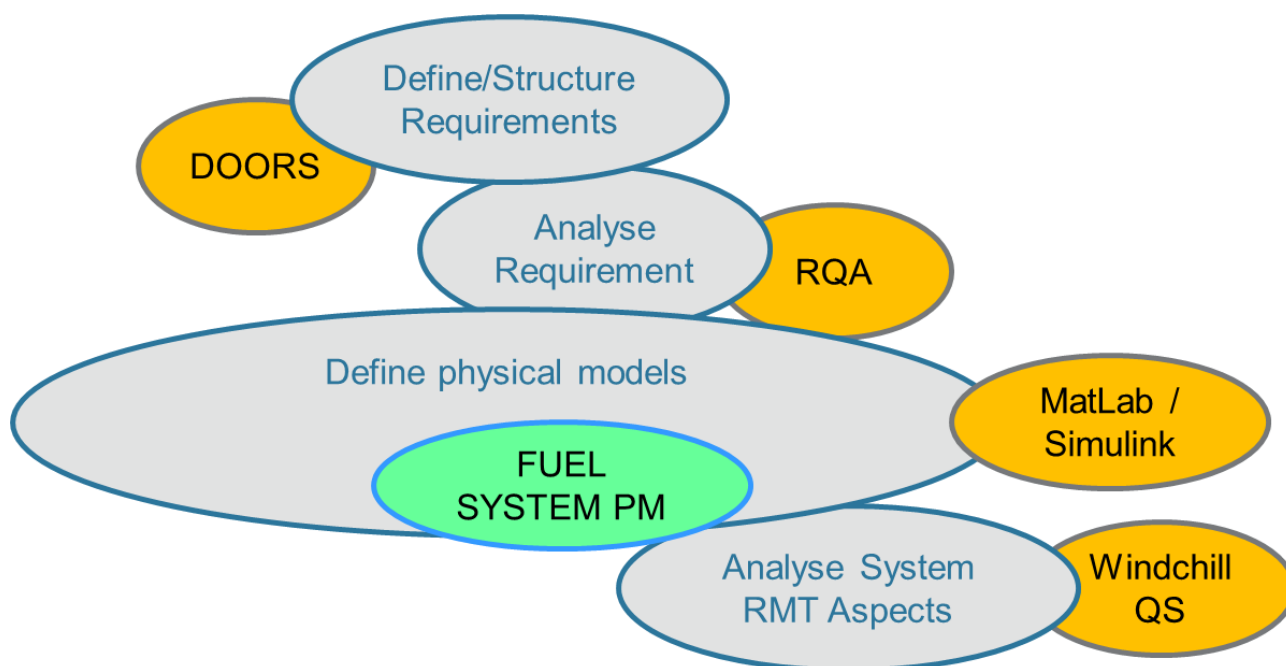 Define/Structure
Requirements
DOORS
Analyse
Requirement
RQA
Define physical models
MatLab /
Simulink
FUEL
SYSTEM PM
Analyse System
RMT Aspects
Windchill
QS